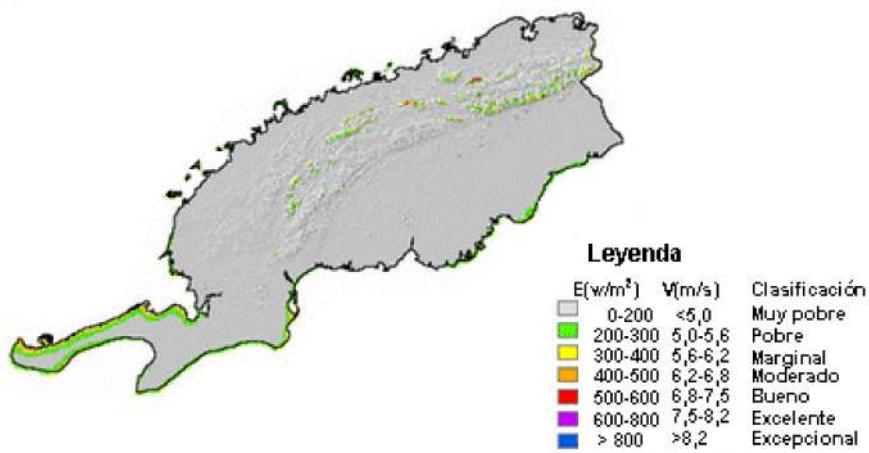 Leyenda
E(w/m²) V(m/s) Clasificación
0-200 <5,0 Muy pobre
200-300 5,0-5,6 Pobre
300-400 5,6-6,2 Marginal
400-500 6,2-6,8 Moderado
500-600 6,8-7,5 Bueno
600-800 7,5-8,2 Excelente
> 800 >8,2 Excepcional